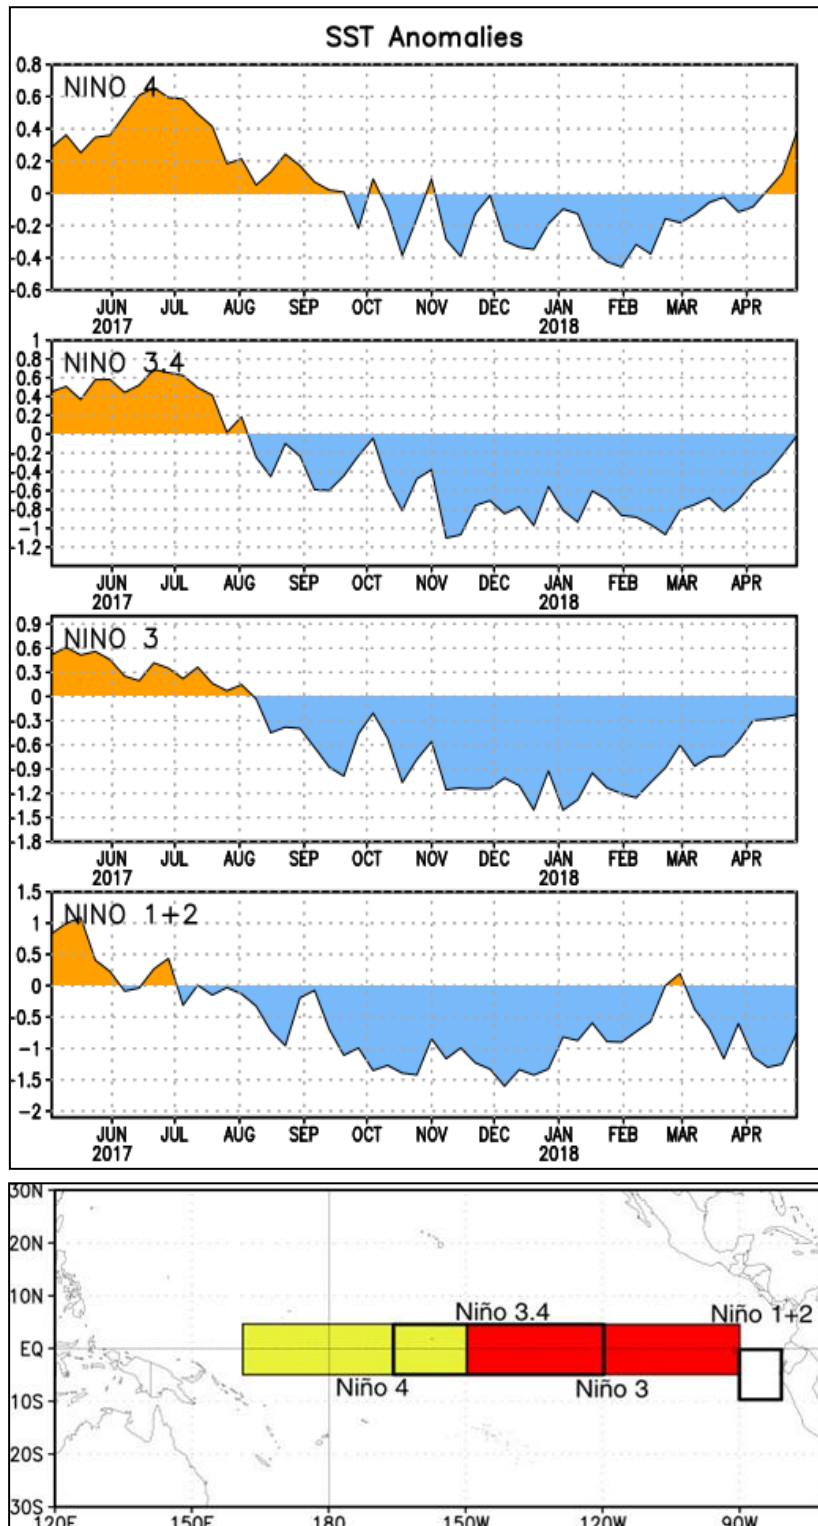 SST Anomalies
NINO 4
0.8
0.6
0.4
0.2
0
-0.2
-0.4
-0.6
JUN JUL AUG SEP OCT NOV DEC JAN FEB MAR APR
2017 2018
NINO 3.4
1
0.8
0.6
0.4
0.2
0
-0.2
-0.4
-0.6
-0.8
-1
-1.2
JUN JUL AUG SEP OCT NOV DEC JAN FEB MAR APR
2017 2018
NINO 3
0.9
0.6
0.3
0
-0.3
-0.6
-0.9
-1.2
-1.5
-1.8
JUN JUL AUG SEP OCT NOV DEC JAN FEB MAR APR
2017 2018
NINO 1+2
1.5
1
0.5
0
-0.5
-1
-1.5
-2
JUN JUL AUG SEP OCT NOV DEC JAN FEB MAR APR
2017 2018
30N
20N
10N
EQ
10S
20S
30S
Niño 3.4
Niño 1+2
Niño 4
Niño 3
120E 150E 180 150W 120W 90W